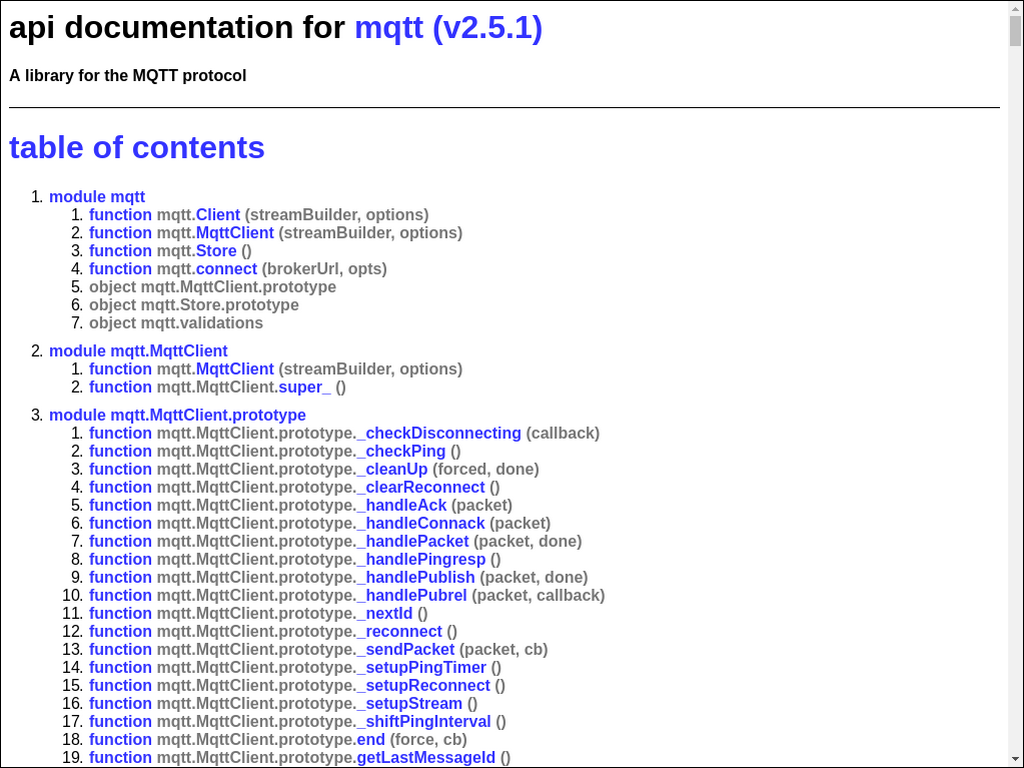 api documentation for mqtt (v2.5.1)
A library for the MQTT protocol
table of contents
1. module mqtt
1. function mqtt.Client (streamBuilder, options)
2. function mqtt.MqttClient (streamBuilder, options)
3. function mqtt.Store ()
4. function mqtt.connect (brokerUrl, opts)
5. object mqtt.MqttClient.prototype
6. object mqtt.Store.prototype
7. object mqtt.validations
2. module mqtt.MqttClient
1. function mqtt.MqttClient (streamBuilder, options)
2. function mqtt.MqttClient.super_ ()
3. module mqtt.MqttClient.prototype
1. function mqtt.MqttClient.prototype._checkDisconnecting (callback)
2. function mqtt.MqttClient.prototype._checkPing ()
3. function mqtt.MqttClient.prototype._cleanUp (forced, done)
4. function mqtt.MqttClient.prototype._clearReconnect ()
5. function mqtt.MqttClient.prototype._handleAck (packet)
6. function mqtt.MqttClient.prototype._handleConnack (packet)
7. function mqtt.MqttClient.prototype._handlePacket (packet, done)
8. function mqtt.MqttClient.prototype._handlePingresp ()
9. function mqtt.MqttClient.prototype._handlePublish (packet, done)
10. function mqtt.MqttClient.prototype._handlePubrel (packet, callback)
11. function mqtt.MqttClient.prototype._nextId ()
12. function mqtt.MqttClient.prototype._reconnect ()
13. function mqtt.MqttClient.prototype._sendPacket (packet, cb)
14. function mqtt.MqttClient.prototype._setupPingTimer ()
15. function mqtt.MqttClient.prototype._setupReconnect ()
16. function mqtt.MqttClient.prototype._setupStream ()
17. function mqtt.MqttClient.prototype._shiftPingInterval ()
18. function mqtt.MqttClient.prototype.end (force, cb)
19. function mqtt.MqttClient.prototype.getLastMessageId ()